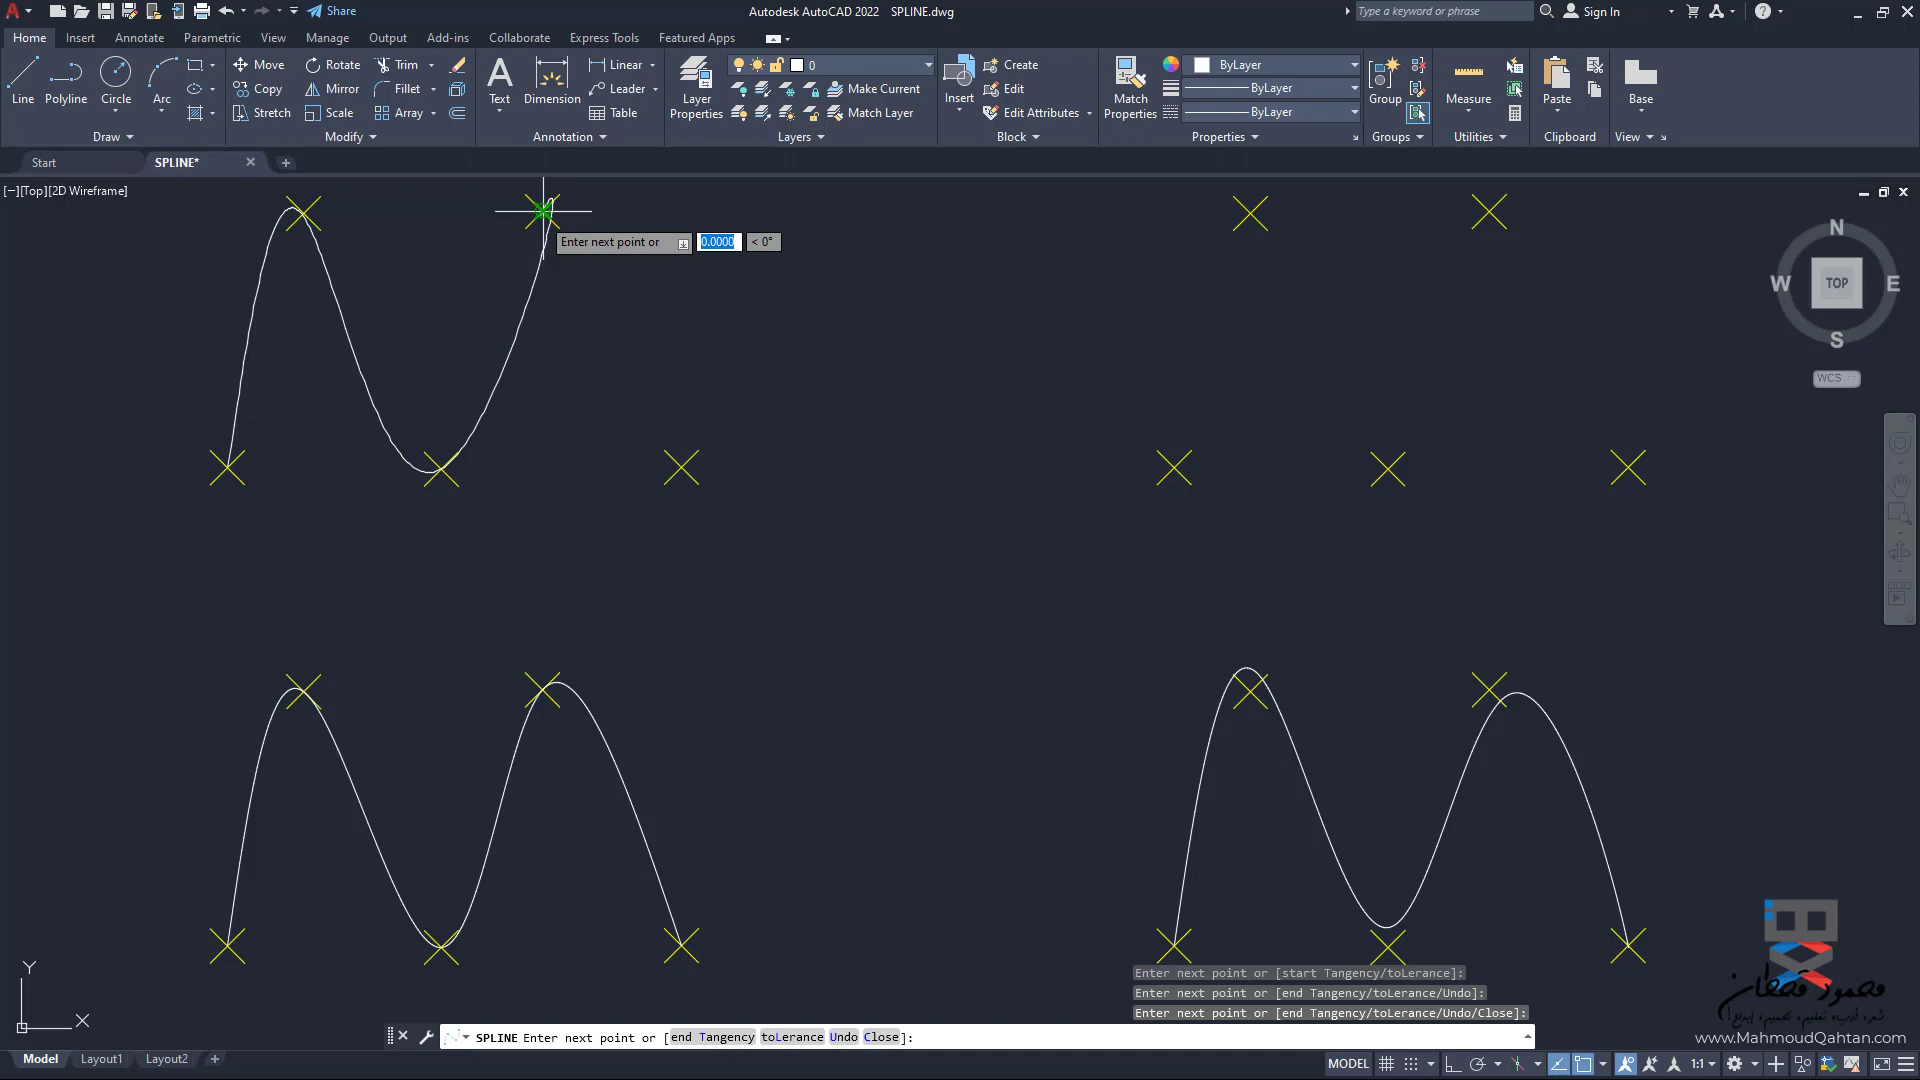 Share
Autodesk AutoCAD 2022 SPLINE.dwg
Type a keyword or phrase
Sign In
Home Insert Annotate Parametric View Manage Output Add-ins Collaborate Express Tools Featured Apps
Line Polyline Circle Arc
Move Rotate Trim
Copy Mirror Fillet
Stretch Scale Array
Text Dimension
Linear
Leader
Table
Layer
Properties
0
Make Current
Match Layer
Insert
Create
Edit
Edit Attributes
Match
Properties
ByLayer
ByLayer
ByLayer
Group
Measure
Paste
Base
Draw Modify Annotation Layers Block Properties Groups Utilities Clipboard View
Start SPLINE*
[−][Top][2D Wireframe]
Enter next point or 0.0000 < 0°
N
W TOP E
S
WCS
Y
X
Enter next point or [start Tangency/toLerance]:
Enter next point or [end Tangency/toLerance/Undo]:
Enter next point or [end Tangency/toLerance/Undo/Close]:
SPLINE Enter next point or [end Tangency toLerance Undo Close]:
محمود قحطان
www.MahmoudQahtan.com
Model Layout1 Layout2
MODEL 1:1